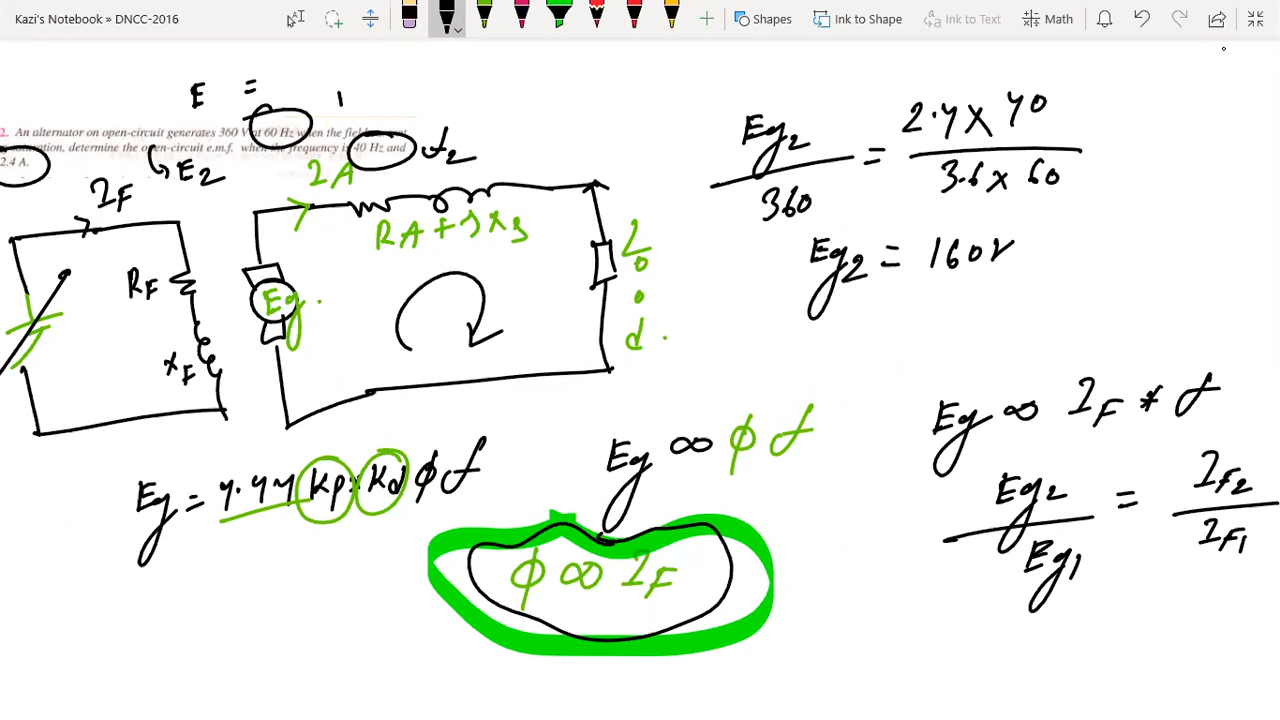 Kazi's Notebook » DNCC-2016
Shapes
Ink to Shape
Ink to Text
Math
E =
2. An alternator on open-circuit generates 360 V at 60 Hz when the field
determine the open-circuit e.m.f. when the frequency is 40 Hz and
2.4 A.
E2
f2
IF
IA
RF
XF
RA + jXs
Eg.
L
o
o
d.
Eg2 / 360 = 2.4 x 40 / 3.6 x 60
Eg2 = 160V
Eg = 4.44 kp x kd φ f
Eg ∞ φ f
φ ∞ IF
Eg ∞ IF * f
Eg2 / Eg1 = IF2 / IF1